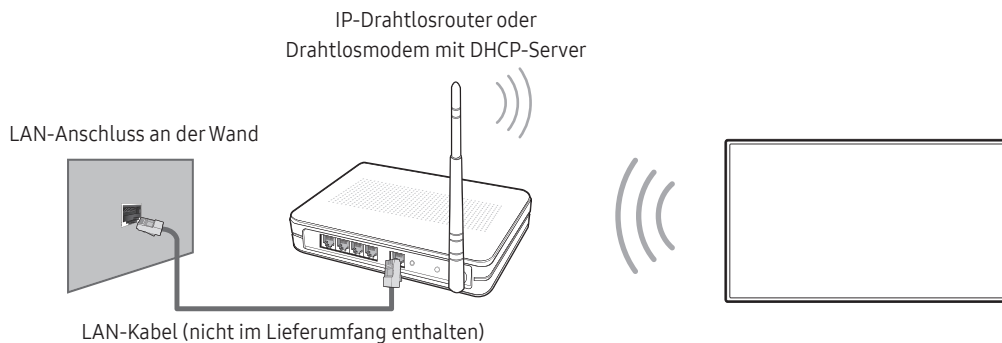 IP-Drahtlosrouter oder
Drahtlosmodem mit DHCP-Server
LAN-Anschluss an der Wand
LAN-Kabel (nicht im Lieferumfang enthalten)